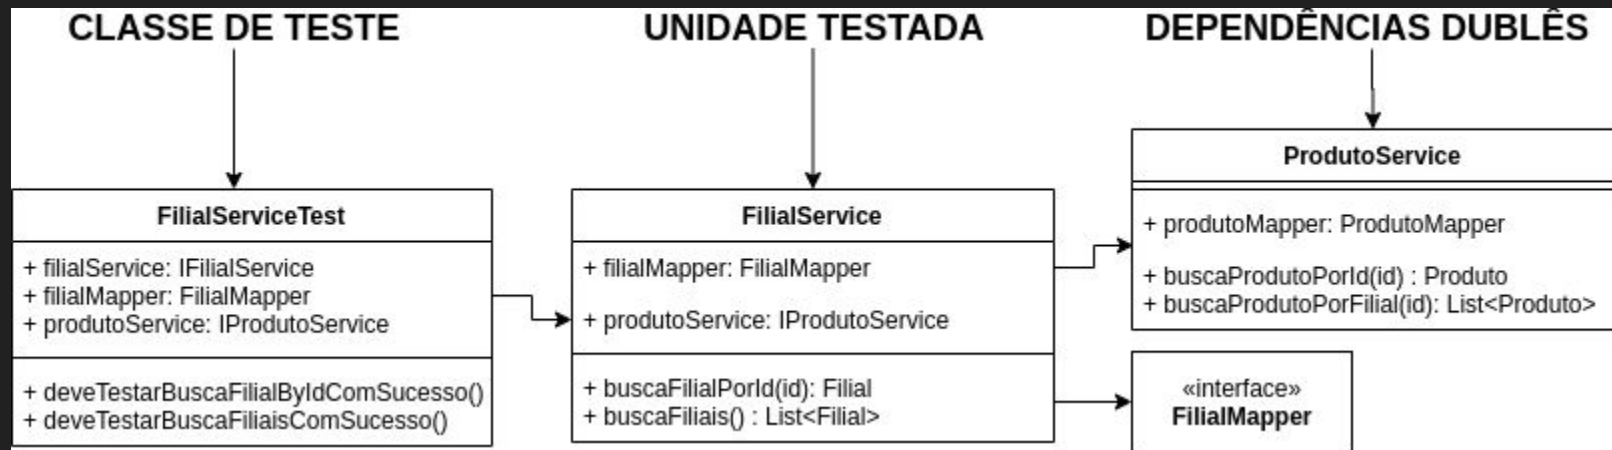 CLASSE DE TESTE
UNIDADE TESTADA
DEPENDÊNCIAS DUBLÊS
FilialServiceTest
+ filialService: IFilialService
+ filialMapper: FilialMapper
+ produtoService: IProdutoService
+ deveTestarBuscaFilialByIdComSucesso()
+ deveTestarBuscaFiliaisComSucesso()
FilialService
+ filialMapper: FilialMapper
+ produtoService: IProdutoService
+ buscaFilialPorId(id): Filial
+ buscaFiliais() : List<Filial>
ProdutoService
+ produtoMapper: ProdutoMapper
+ buscaProdutoPorId(id) : Produto
+ buscaProdutoPorFilial(id): List<Produto>
«interface»
FilialMapper